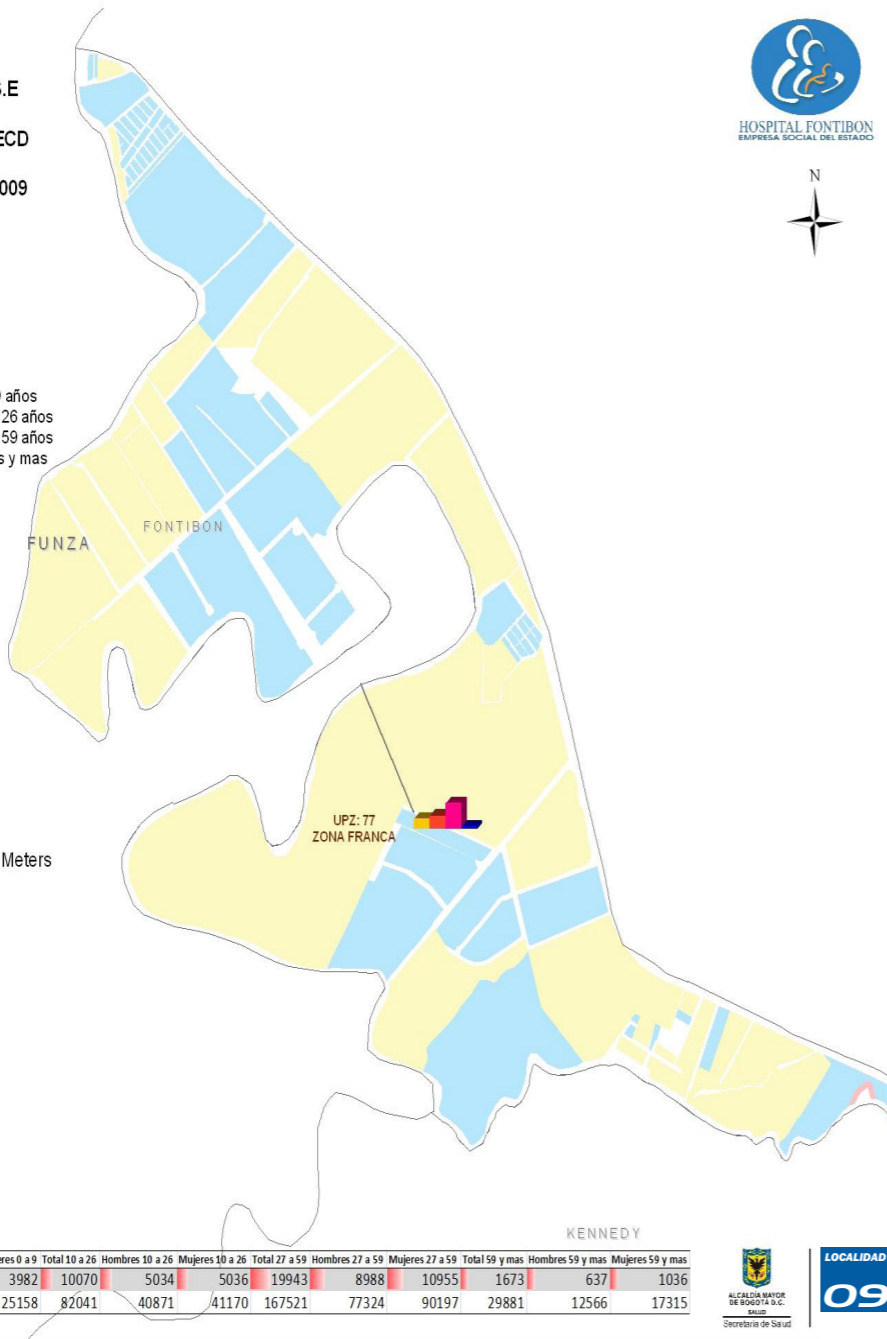 S.E
ECD
009
HOSPITAL FONTIBON
EMPRESA SOCIAL DEL ESTADO
N
años
26 años
59 años
s y mas
FONTIBON
FUNZA
UPZ: 77
ZONA FRANCA
Meters
KENNEDY
eres 0 a 9 Total 10 a 26 Hombres 10 a 26 Mujeres 10 a 26 Total 27 a 59 Hombres 27 a 59 Mujeres 27 a 59 Total 59 y mas Hombres 59 y mas Mujeres 59 y mas
3982 10070 5034 5036 19943 8988 10955 1673 637 1036
25158 82041 40871 41170 167521 77324 90197 29881 12566 17315
ALCALDÍA MAYOR
DE BOGOTÁ D.C.
SALUD
Secretaria de Salud
LOCALIDAD
09